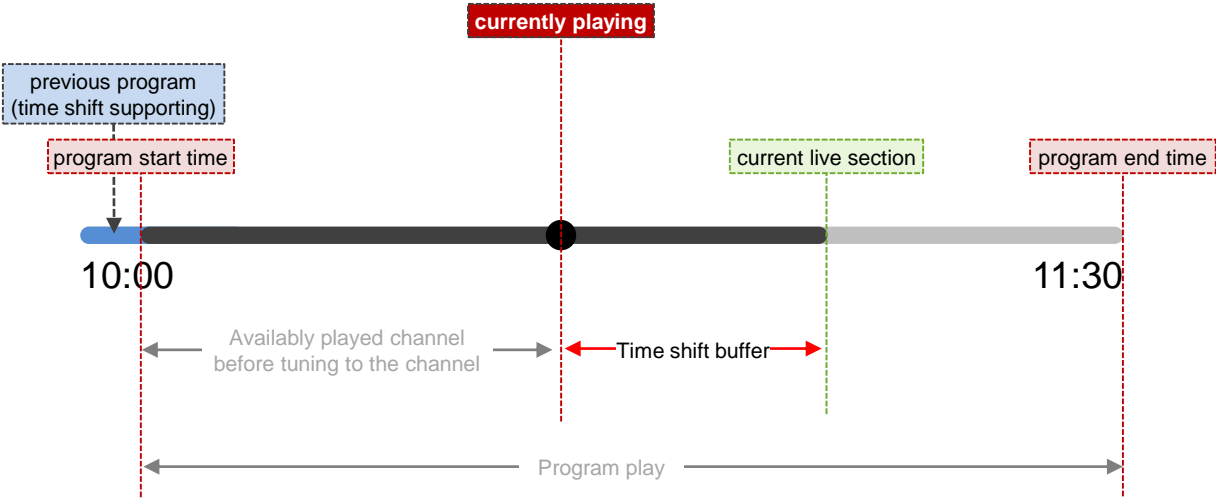 currently playing
previous program
(time shift supporting)
program start time
current live section
program end time
10:00
11:30
Availably played channel
before tuning to the channel
Time shift buffer
Program play